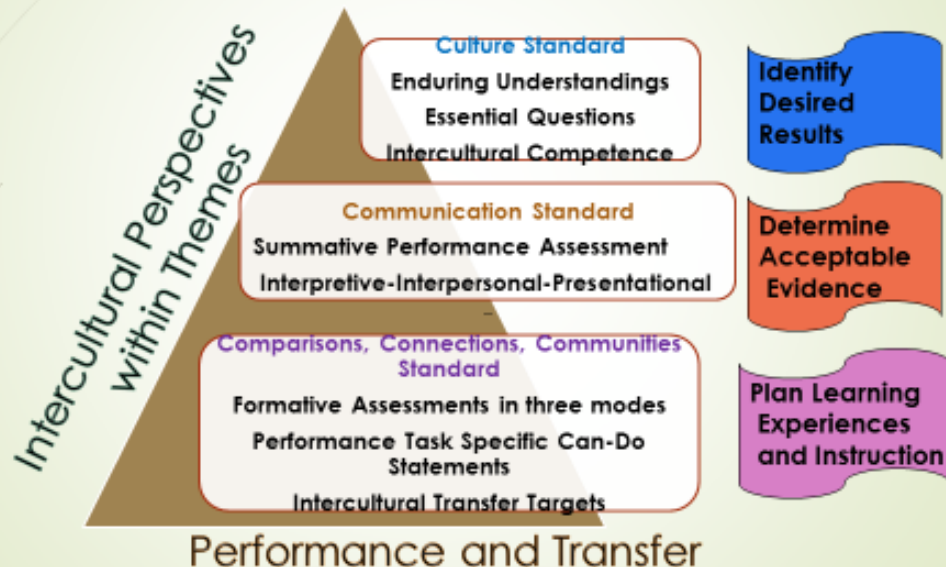 Intercultural Perspectives
within Themes
Culture Standard
Enduring Understandings
Essential Questions
Intercultural Competence
Identify
Desired
Results
Communication Standard
Summative Performance Assessment
Interpretive-Interpersonal-Presentational
Determine
Acceptable
Evidence
Comparisons, Connections, Communities
Standard
Formative Assessments in three modes
Performance Task Specific Can-Do
Statements
Intercultural Transfer Targets
Plan Learning
Experiences
and Instruction
Performance and Transfer